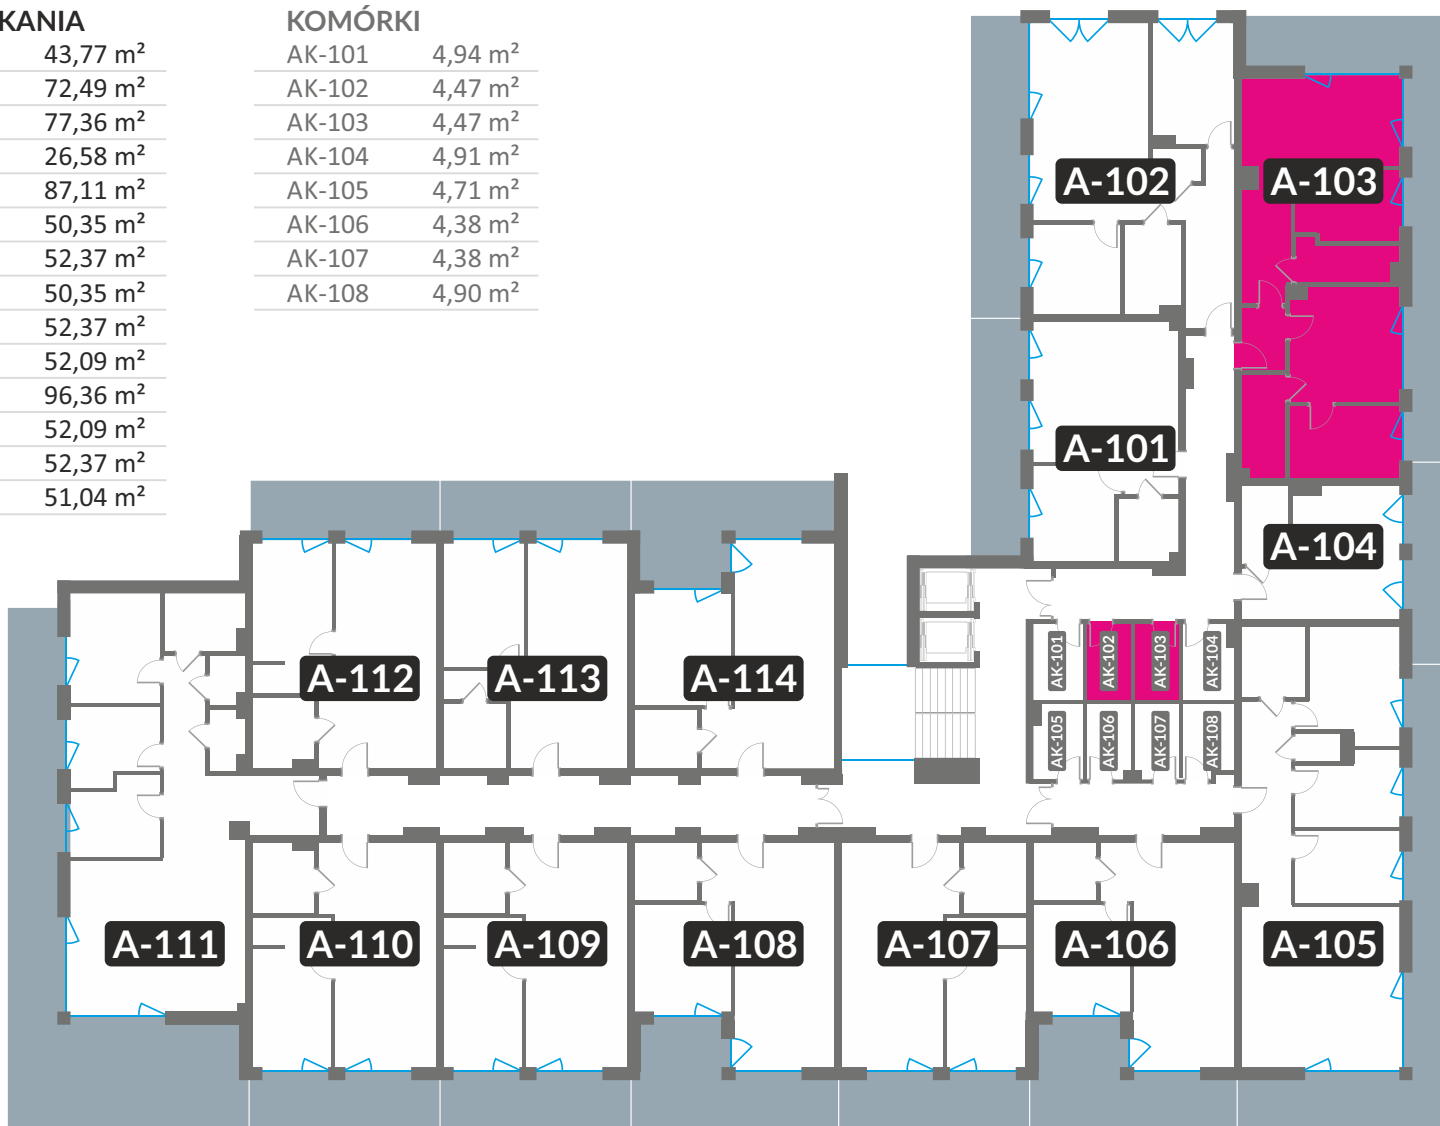 KANIA
43,77 m²
72,49 m²
77,36 m²
26,58 m²
87,11 m²
50,35 m²
52,37 m²
50,35 m²
52,37 m²
52,09 m²
96,36 m²
52,09 m²
52,37 m²
51,04 m²
KOMÓRKI
AK-101 4,94 m²
AK-102 4,47 m²
AK-103 4,47 m²
AK-104 4,91 m²
AK-105 4,71 m²
AK-106 4,38 m²
AK-107 4,38 m²
AK-108 4,90 m²
A-102
A-103
A-101
A-104
AK-101
AK-102
AK-103
AK-104
A-112
A-113
A-114
AK-105
AK-106
AK-107
AK-108
A-111
A-110
A-109
A-108
A-107
A-106
A-105